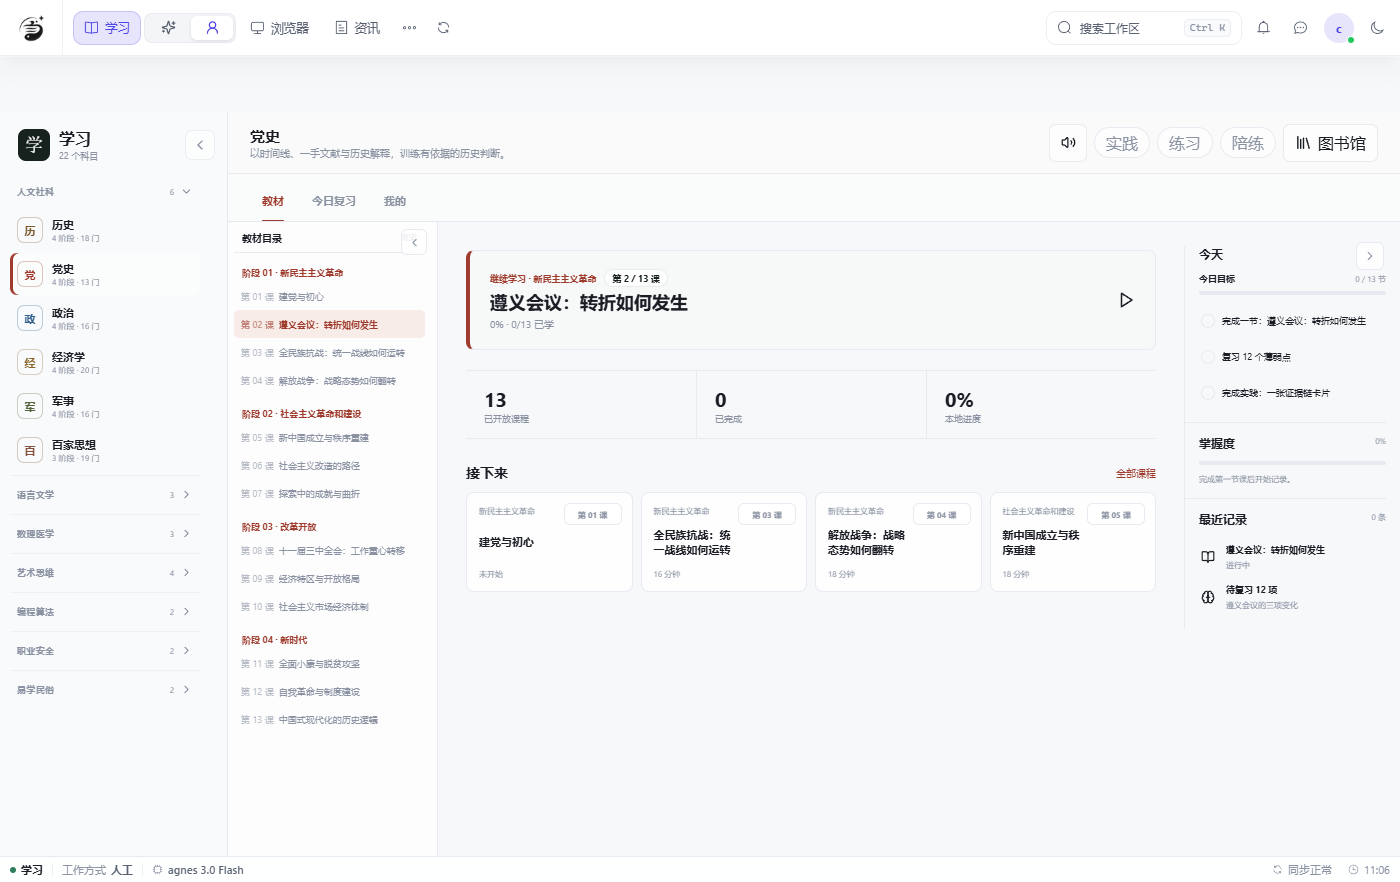 学习
浏览器
资讯
搜索工作区
Ctrl K
c
学
学习
22 个科目
人文社科
6
历
历史
4 阶段 · 18 门
党
党史
4 阶段 · 13 门
政
政治
4 阶段 · 16 门
经
经济学
4 阶段 · 20 门
军
军事
4 阶段 · 16 门
百
百家思想
3 阶段 · 19 门
语言文学
3
数理医学
3
艺术思维
4
编程算法
2
职业安全
2
易学民俗
2
党史
以时间线、一手文献与历史解释，训练有依据的历史判断。
实践
练习
陪练
图书馆
教材
今日复习
我的
教材目录
阶段 01 · 新民主主义革命
第 01 课 建党与初心
第 02 课 遵义会议：转折如何发生
第 03 课 全民族抗战：统一战线如何运转
第 04 课 解放战争：战略态势如何翻转
阶段 02 · 社会主义革命和建设
第 05 课 新中国成立与秩序重建
第 06 课 社会主义改造的路径
第 07 课 探索中的成就与曲折
阶段 03 · 改革开放
第 08 课 十一届三中全会：工作重心转移
第 09 课 经济特区与开放格局
第 10 课 社会主义市场经济体制
阶段 04 · 新时代
第 11 课 全面小康与脱贫攻坚
第 12 课 自我革命与制度建设
第 13 课 中国式现代化的历史逻辑
继续学习 · 新民主主义革命
第 2 / 13 课
遵义会议：转折如何发生
0% · 0/13 已学
13
已开放课程
0
已完成
0%
本地进度
接下来
全部课程
新民主主义革命
第 01 课
建党与初心
未开始
新民主主义革命
第 03 课
全民族抗战：统
一战线如何运转
16 分钟
新民主主义革命
第 04 课
解放战争：战略
态势如何翻转
18 分钟
社会主义革命和建设
第 05 课
新中国成立与秩
序重建
18 分钟
今天
今日目标
0 / 13 节
完成一节：遵义会议：转折如何发生
复习 12 个薄弱点
完成实践：一张证据链卡片
掌握度
0%
完成第一节课后开始记录。
最近记录
0 条
遵义会议：转折如何发生
进行中
待复习 12 项
遵义会议的三项变化
学习
工作方式 人工
agnes 3.0 Flash
同步正常
11:06